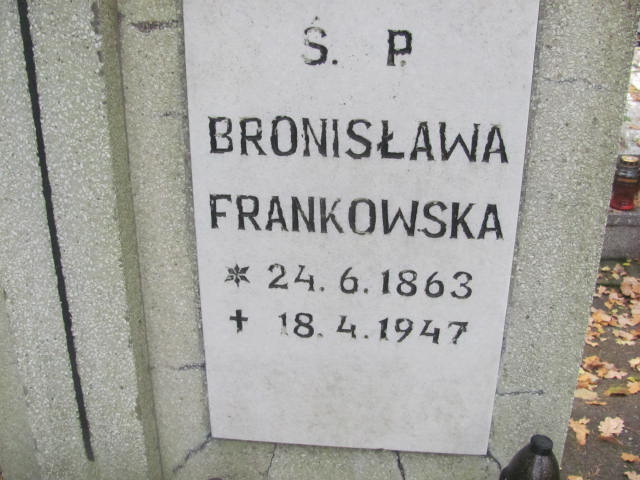 Ś. P.
BRONISŁAWA
FRANKOWSKA
* 24.6.1863
✝ 18.4.1947